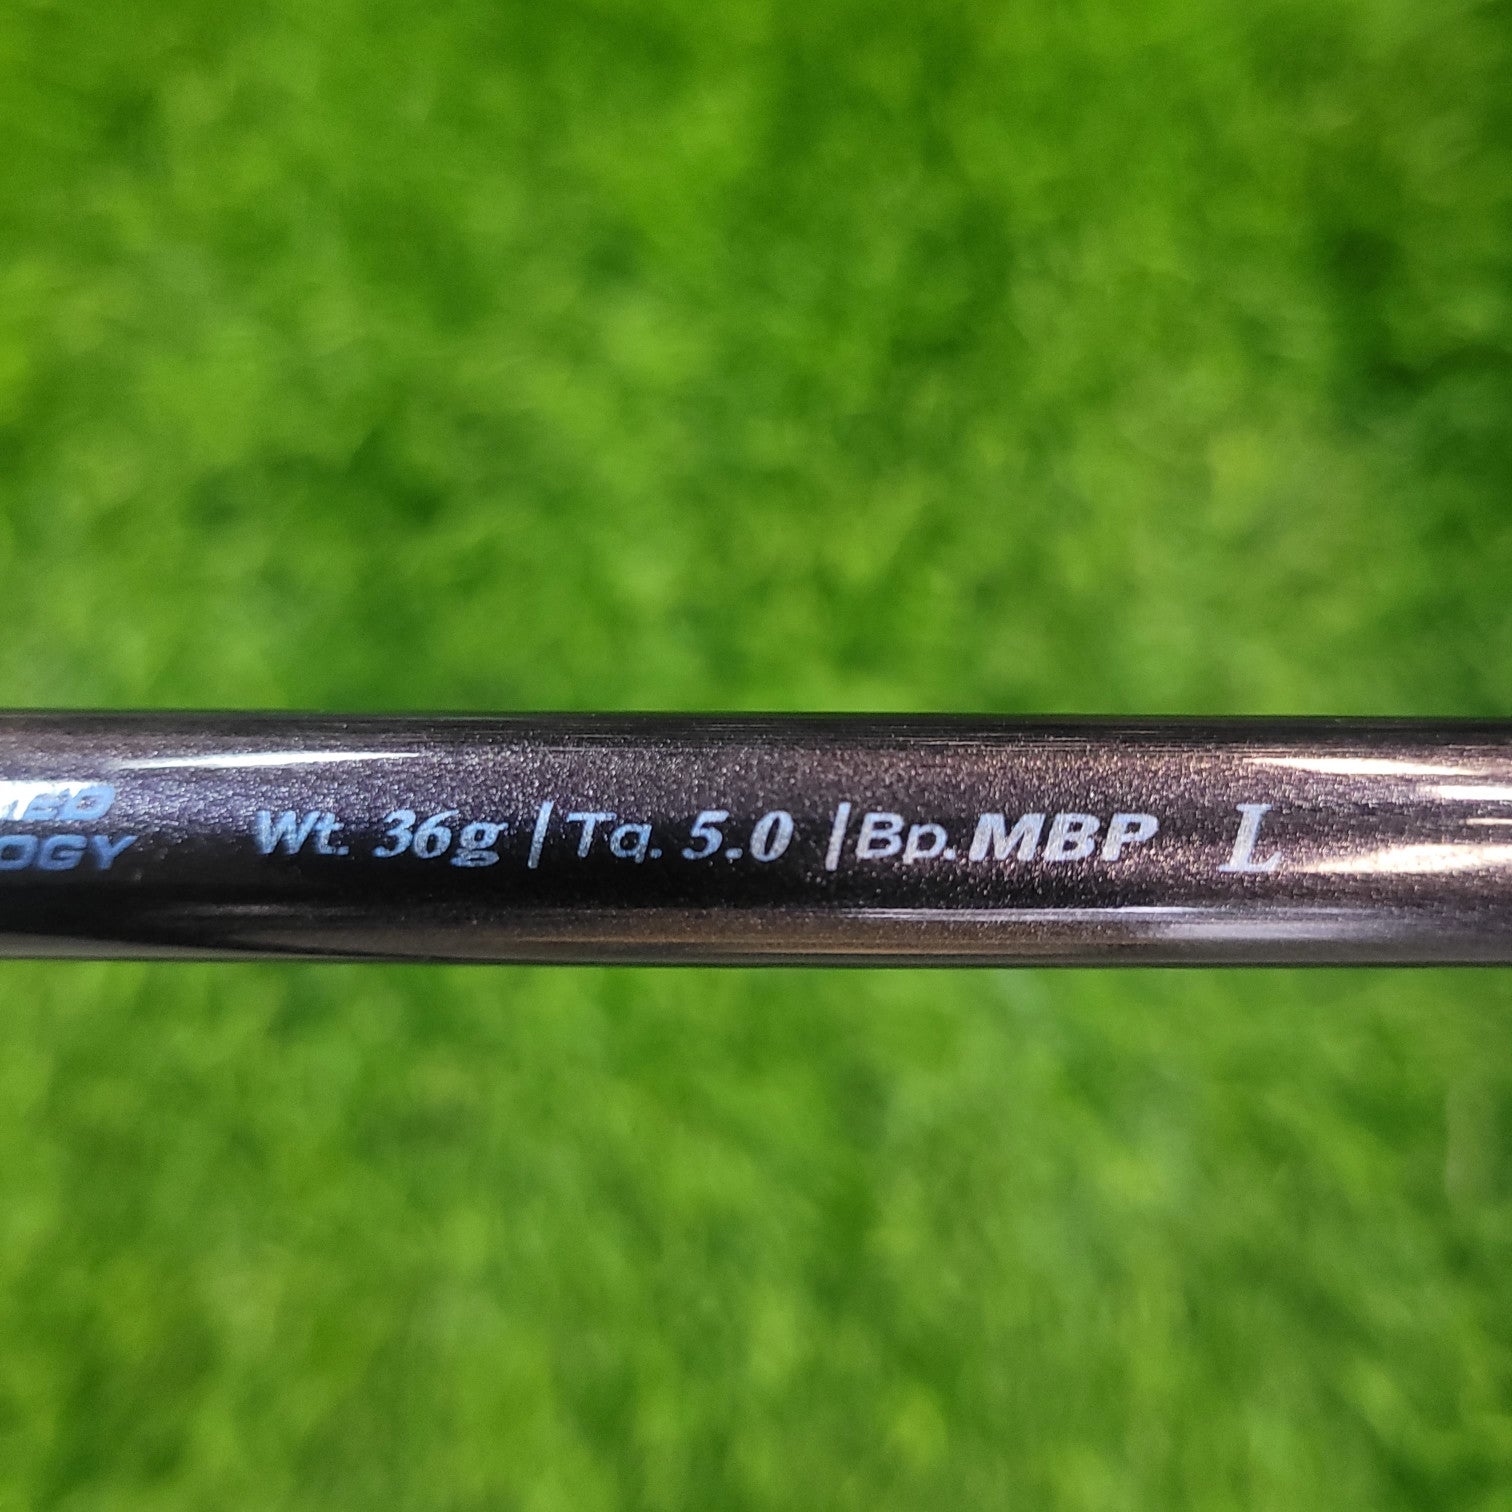 Wt. 36g | Tq. 5.0 | Bp. MBP L